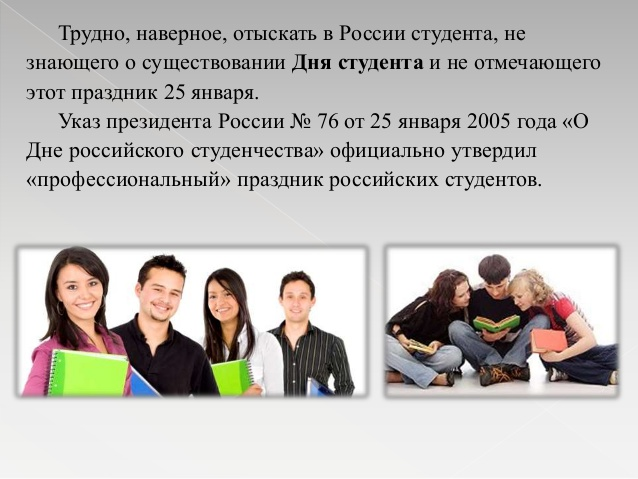 Трудно, наверное, отыскать в России студента, не
знающего о существовании Дня студента и не отмечающего
этот праздник 25 января.
Указ президента России № 76 от 25 января 2005 года «О
Дне российского студенчества» официально утвердил
«профессиональный» праздник российских студентов.